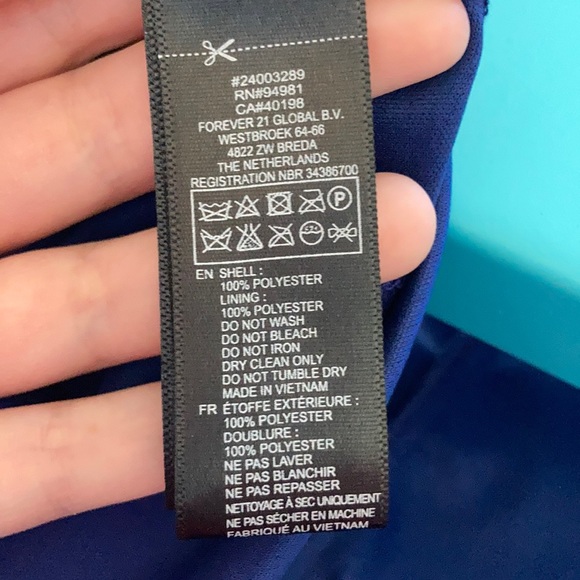 #24003289
RN#94981
CA#40198
FOREVER 21 GLOBAL B.V.
WESTBROEK 64-66
4822 ZW BREDA
THE NETHERLANDS
REGISTRATION NBR 34386700
P
EN SHELL :
100% POLYESTER
LINING :
100% POLYESTER
DO NOT WASH
DO NOT BLEACH
DO NOT IRON
DRY CLEAN ONLY
DO NOT TUMBLE DRY
MADE IN VIETNAM
FR ÉTOFFE EXTÉRIEURE :
100% POLYESTER
DOUBLURE :
100% POLYESTER
NE PAS LAVER
NE PAS BLANCHIR
NE PAS REPASSER
NETTOYAGE À SEC UNIQUEMENT
NE PAS SÉCHER EN MACHINE
FABRIQUÉ AU VIETNAM